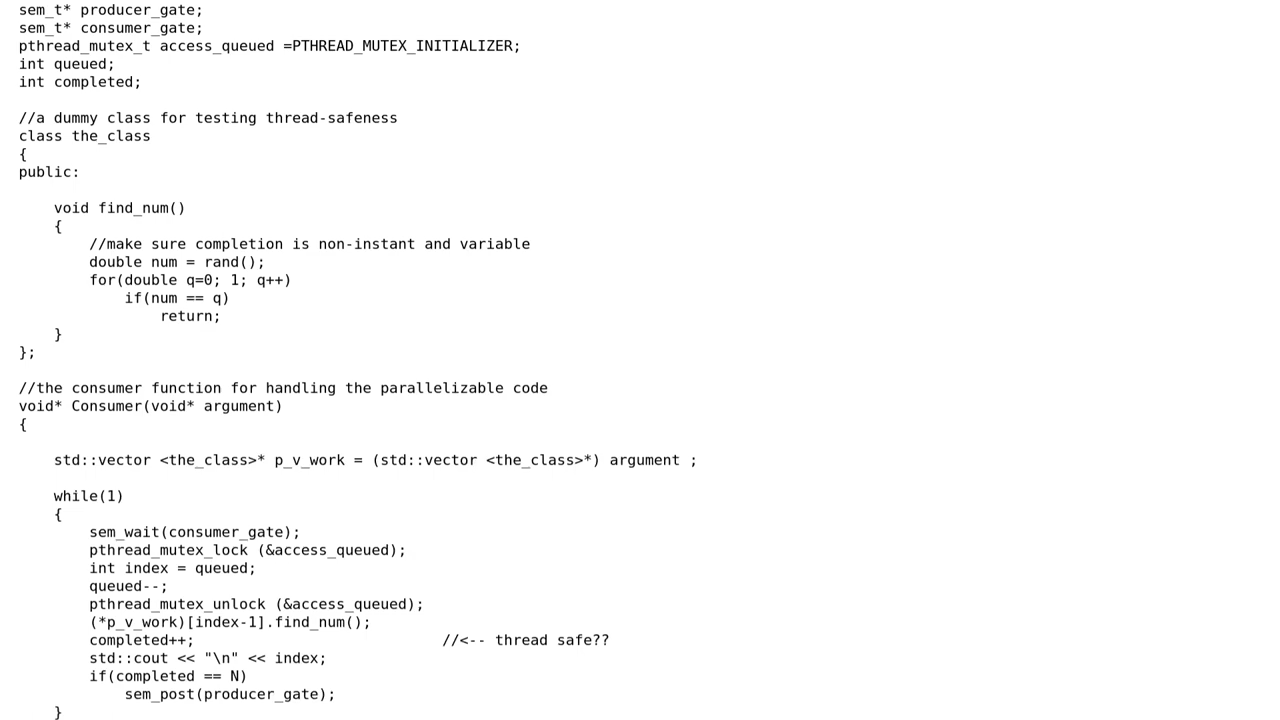 sem_t* producer_gate;
sem_t* consumer_gate;
pthread_mutex_t access_queued =PTHREAD_MUTEX_INITIALIZER;
int queued;
int completed;

//a dummy class for testing thread-safeness
class the_class
{
public:

    void find_num()
    {
        //make sure completion is non-instant and variable
        double num = rand();
        for(double q=0; 1; q++)
            if(num == q)
                return;
    }
};

//the consumer function for handling the parallelizable code
void* Consumer(void* argument)
{

    std::vector <the_class>* p_v_work = (std::vector <the_class>*) argument ;

    while(1)
    {
        sem_wait(consumer_gate);
        pthread_mutex_lock (&access_queued);
        int index = queued;
        queued--;
        pthread_mutex_unlock (&access_queued);
        (*p_v_work)[index-1].find_num();
        completed++;                            //<-- thread safe??
        std::cout << "\n" << index;
        if(completed == N)
            sem_post(producer_gate);
    }